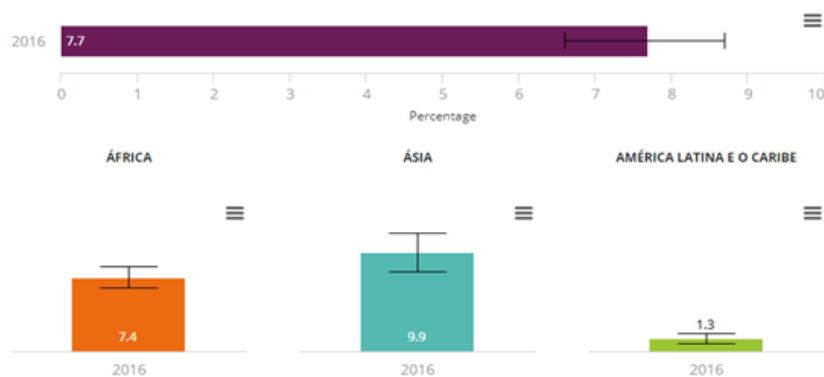 2016 7.7
0 1 2 3 4 5 6 7 8 9 10
Percentage
ÁFRICA ÁSIA AMÉRICA LATINA E O CARIBE
7.4 9.9 1.3
2016 2016 2016